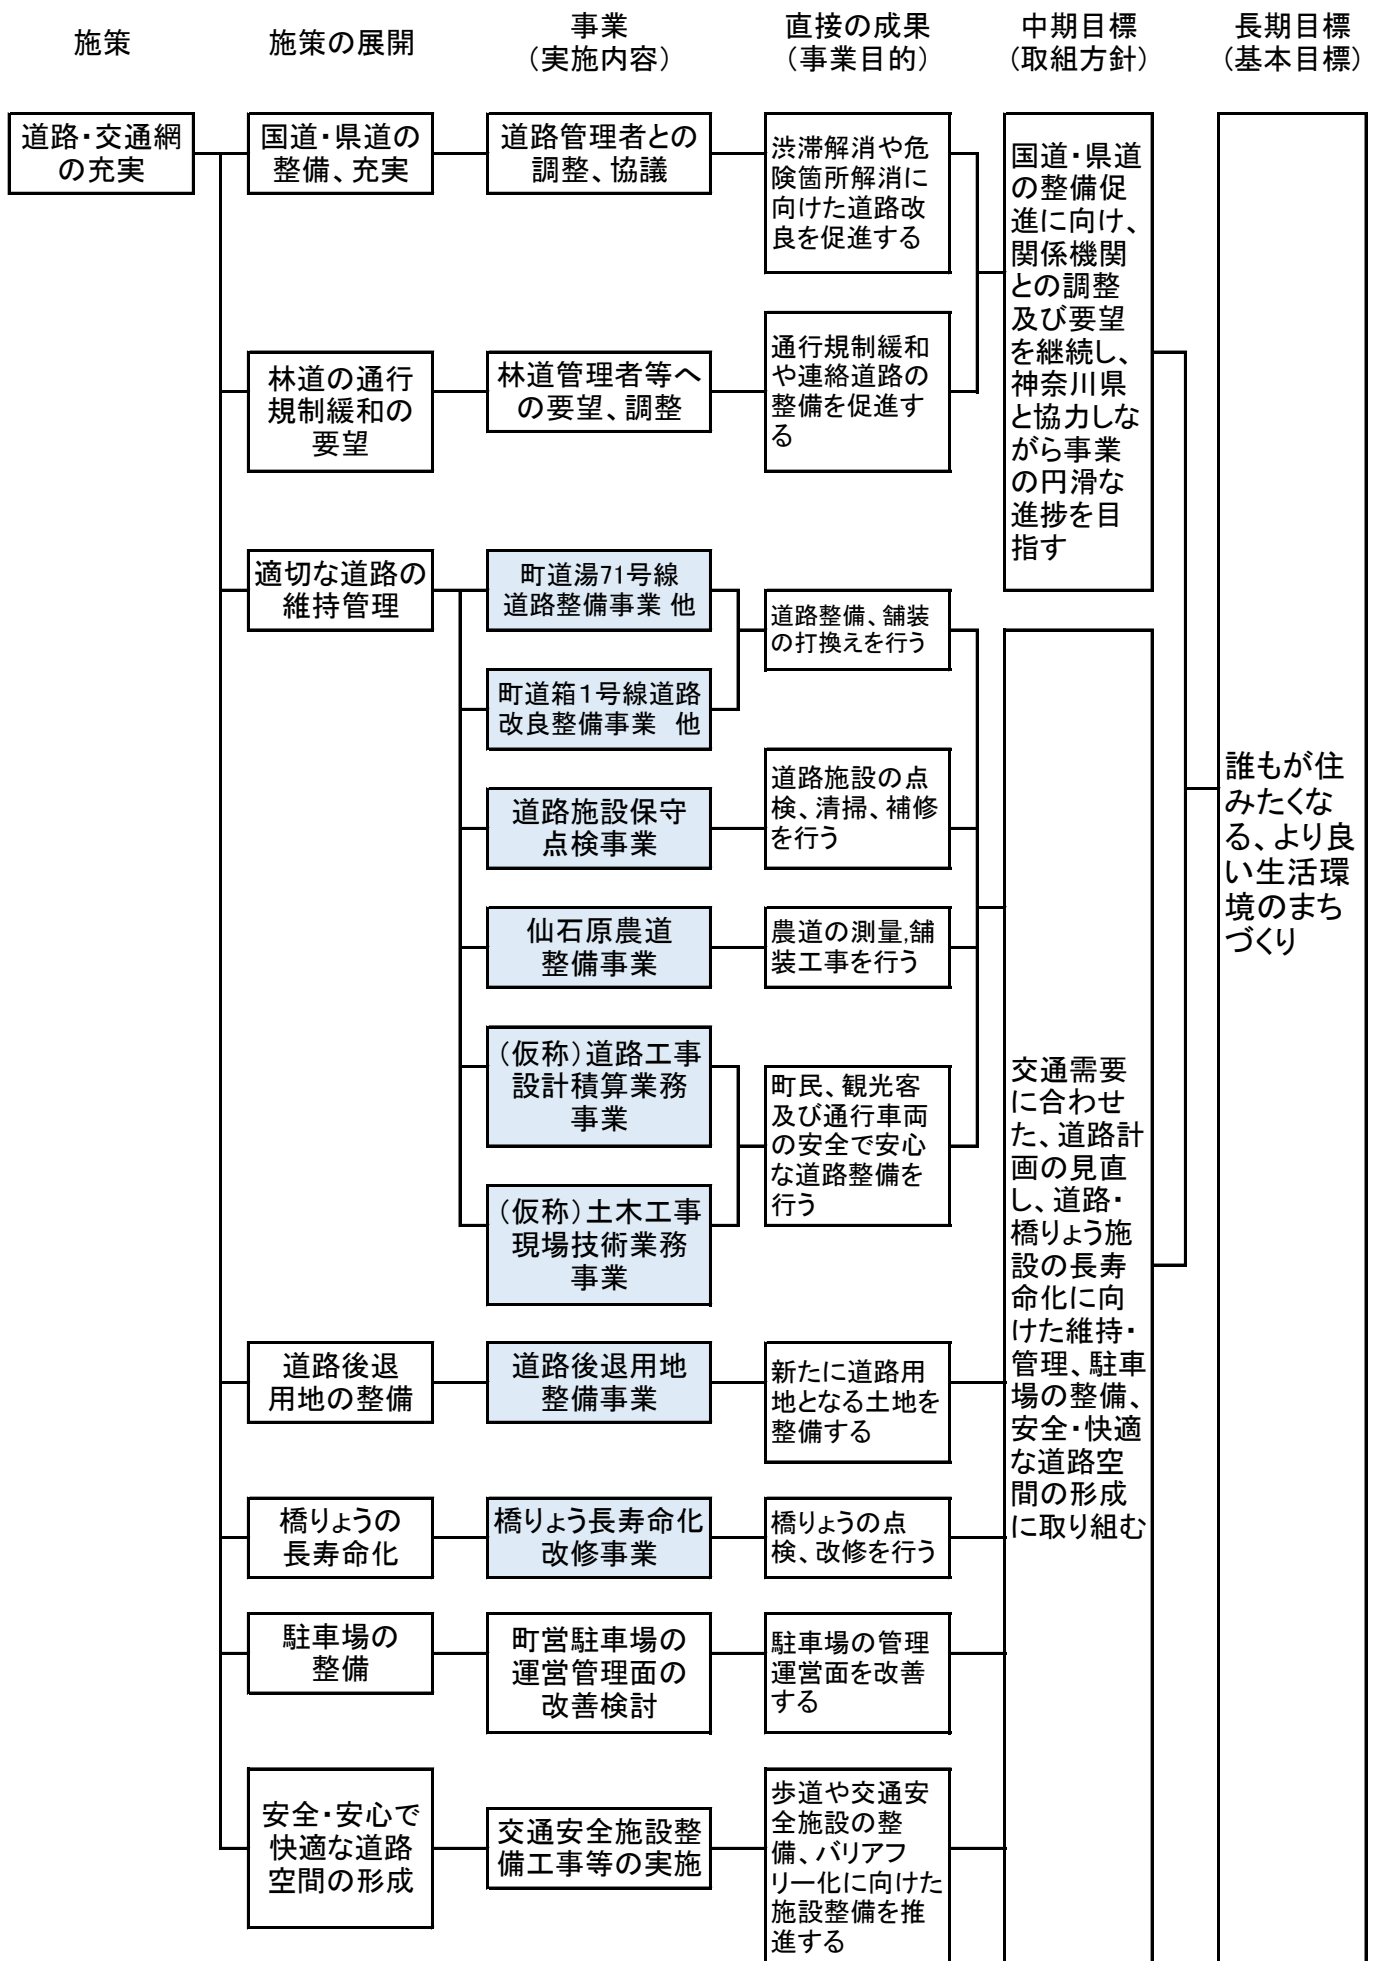 施策
施策の展開
事業
（実施内容）
直接の成果
（事業目的）
中期目標
（取組方針）
長期目標
（基本目標）
道路・交通網
の充実
国道・県道の
整備、充実
道路管理者との
調整、協議
渋滞解消や危
険箇所解消に
向けた道路改
良を促進する
国道・県道
の整備促
進に向け、
関係機関
との調整
及び要望
を継続し、
神奈川県
と協力しな
がら事業
の円滑な
進捗を目
指す
林道の通行
規制緩和の
要望
林道管理者等へ
の要望、調整
通行規制緩和
や連絡道路の
整備を促進す
る
適切な道路の
維持管理
町道湯71号線
道路整備事業 他
道路整備、舗装
の打換えを行う
町道箱１号線道路
改良整備事業　他
道路施設保守
点検事業
道路施設の点
検、清掃、補修
を行う
仙石原農道
整備事業
農道の測量,舗
装工事を行う
（仮称）道路工事
設計積算業務
事業
町民、観光客
及び通行車両
の安全で安心
な道路整備を
行う
（仮称）土木工事
現場技術業務
事業
道路後退
用地の整備
道路後退用地
整備事業
新たに道路用
地となる土地を
整備する
橋りょうの
長寿命化
橋りょう長寿命化
改修事業
橋りょうの点
検、改修を行う
駐車場の
整備
町営駐車場の
運営管理面の
改善検討
駐車場の管理
運営面を改善
する
安全・安心で
快適な道路
空間の形成
交通安全施設整
備工事等の実施
歩道や交通安
全施設の整
備、バリアフ
リー化に向けた
施設整備を推
進する
交通需要
に合わせ
た、道路計
画の見直
し、道路・
橋りょう施
設の長寿
命化に向
けた維持・
管理、駐車
場の整備、
安全・快適
な道路空
間の形成
に取り組む
誰もが住
みたくな
る、より良
い生活環
境のまち
づくり